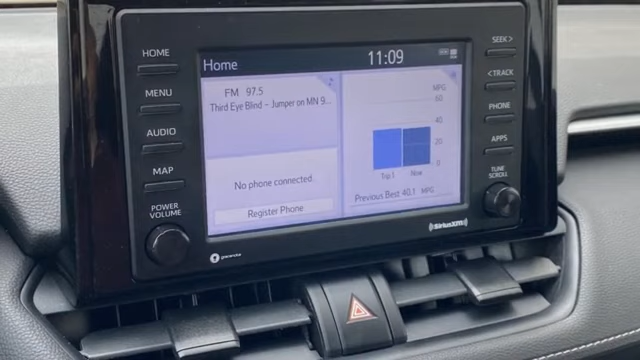 HOME
MENU
AUDIO
MAP
POWER
VOLUME
Home
11:09
FM 97.5
Third Eye Blind – Jumper on MN 9...
No phone connected.
Register Phone
MPG
60
40
20
0
Trip 1 Now
Previous Best 40.1 MPG
SEEK>
<TRACK
PHONE
APPS
TUNE
SCROLL
gracenote
SiriusXM